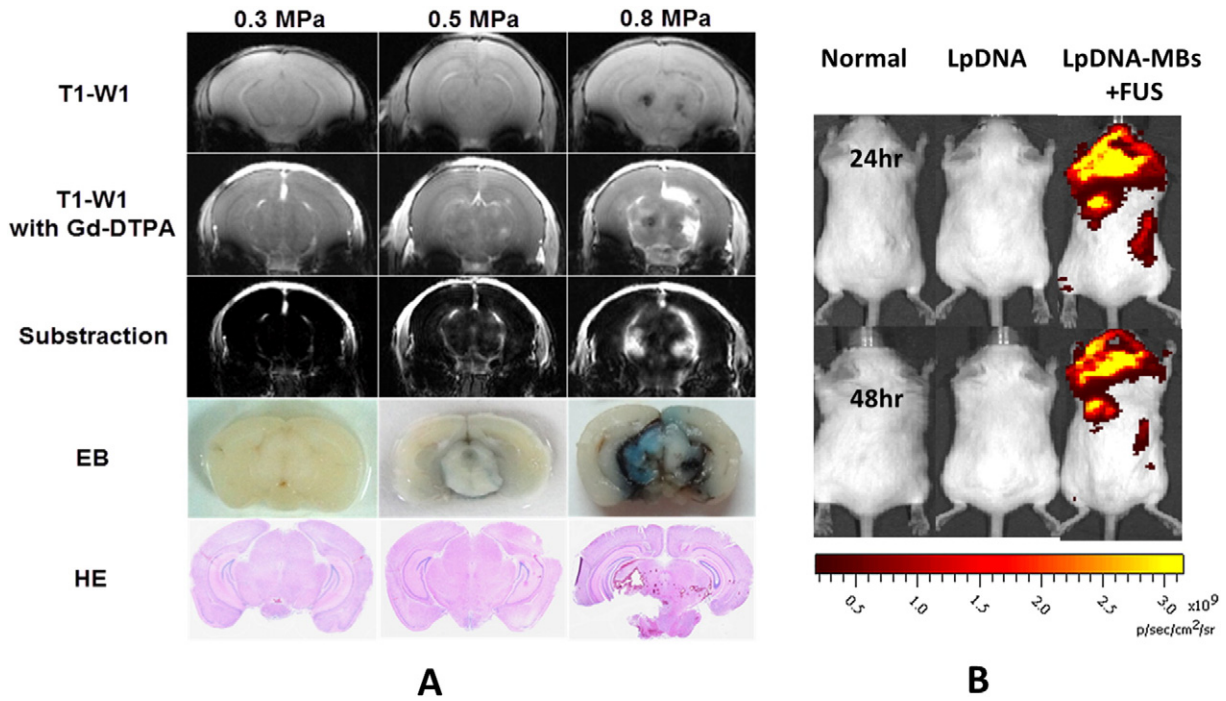 0.3 MPa 0.5 MPa 0.8 MPa
T1-W1
T1-W1
with Gd-DTPA
Substraction
EB
HE
A
Normal LpDNA LpDNA-MBs
+FUS
24hr
48hr
0.5 1.0 1.5 2.0 2.5 3.0 x10⁹
p/sec/cm²/sr
B